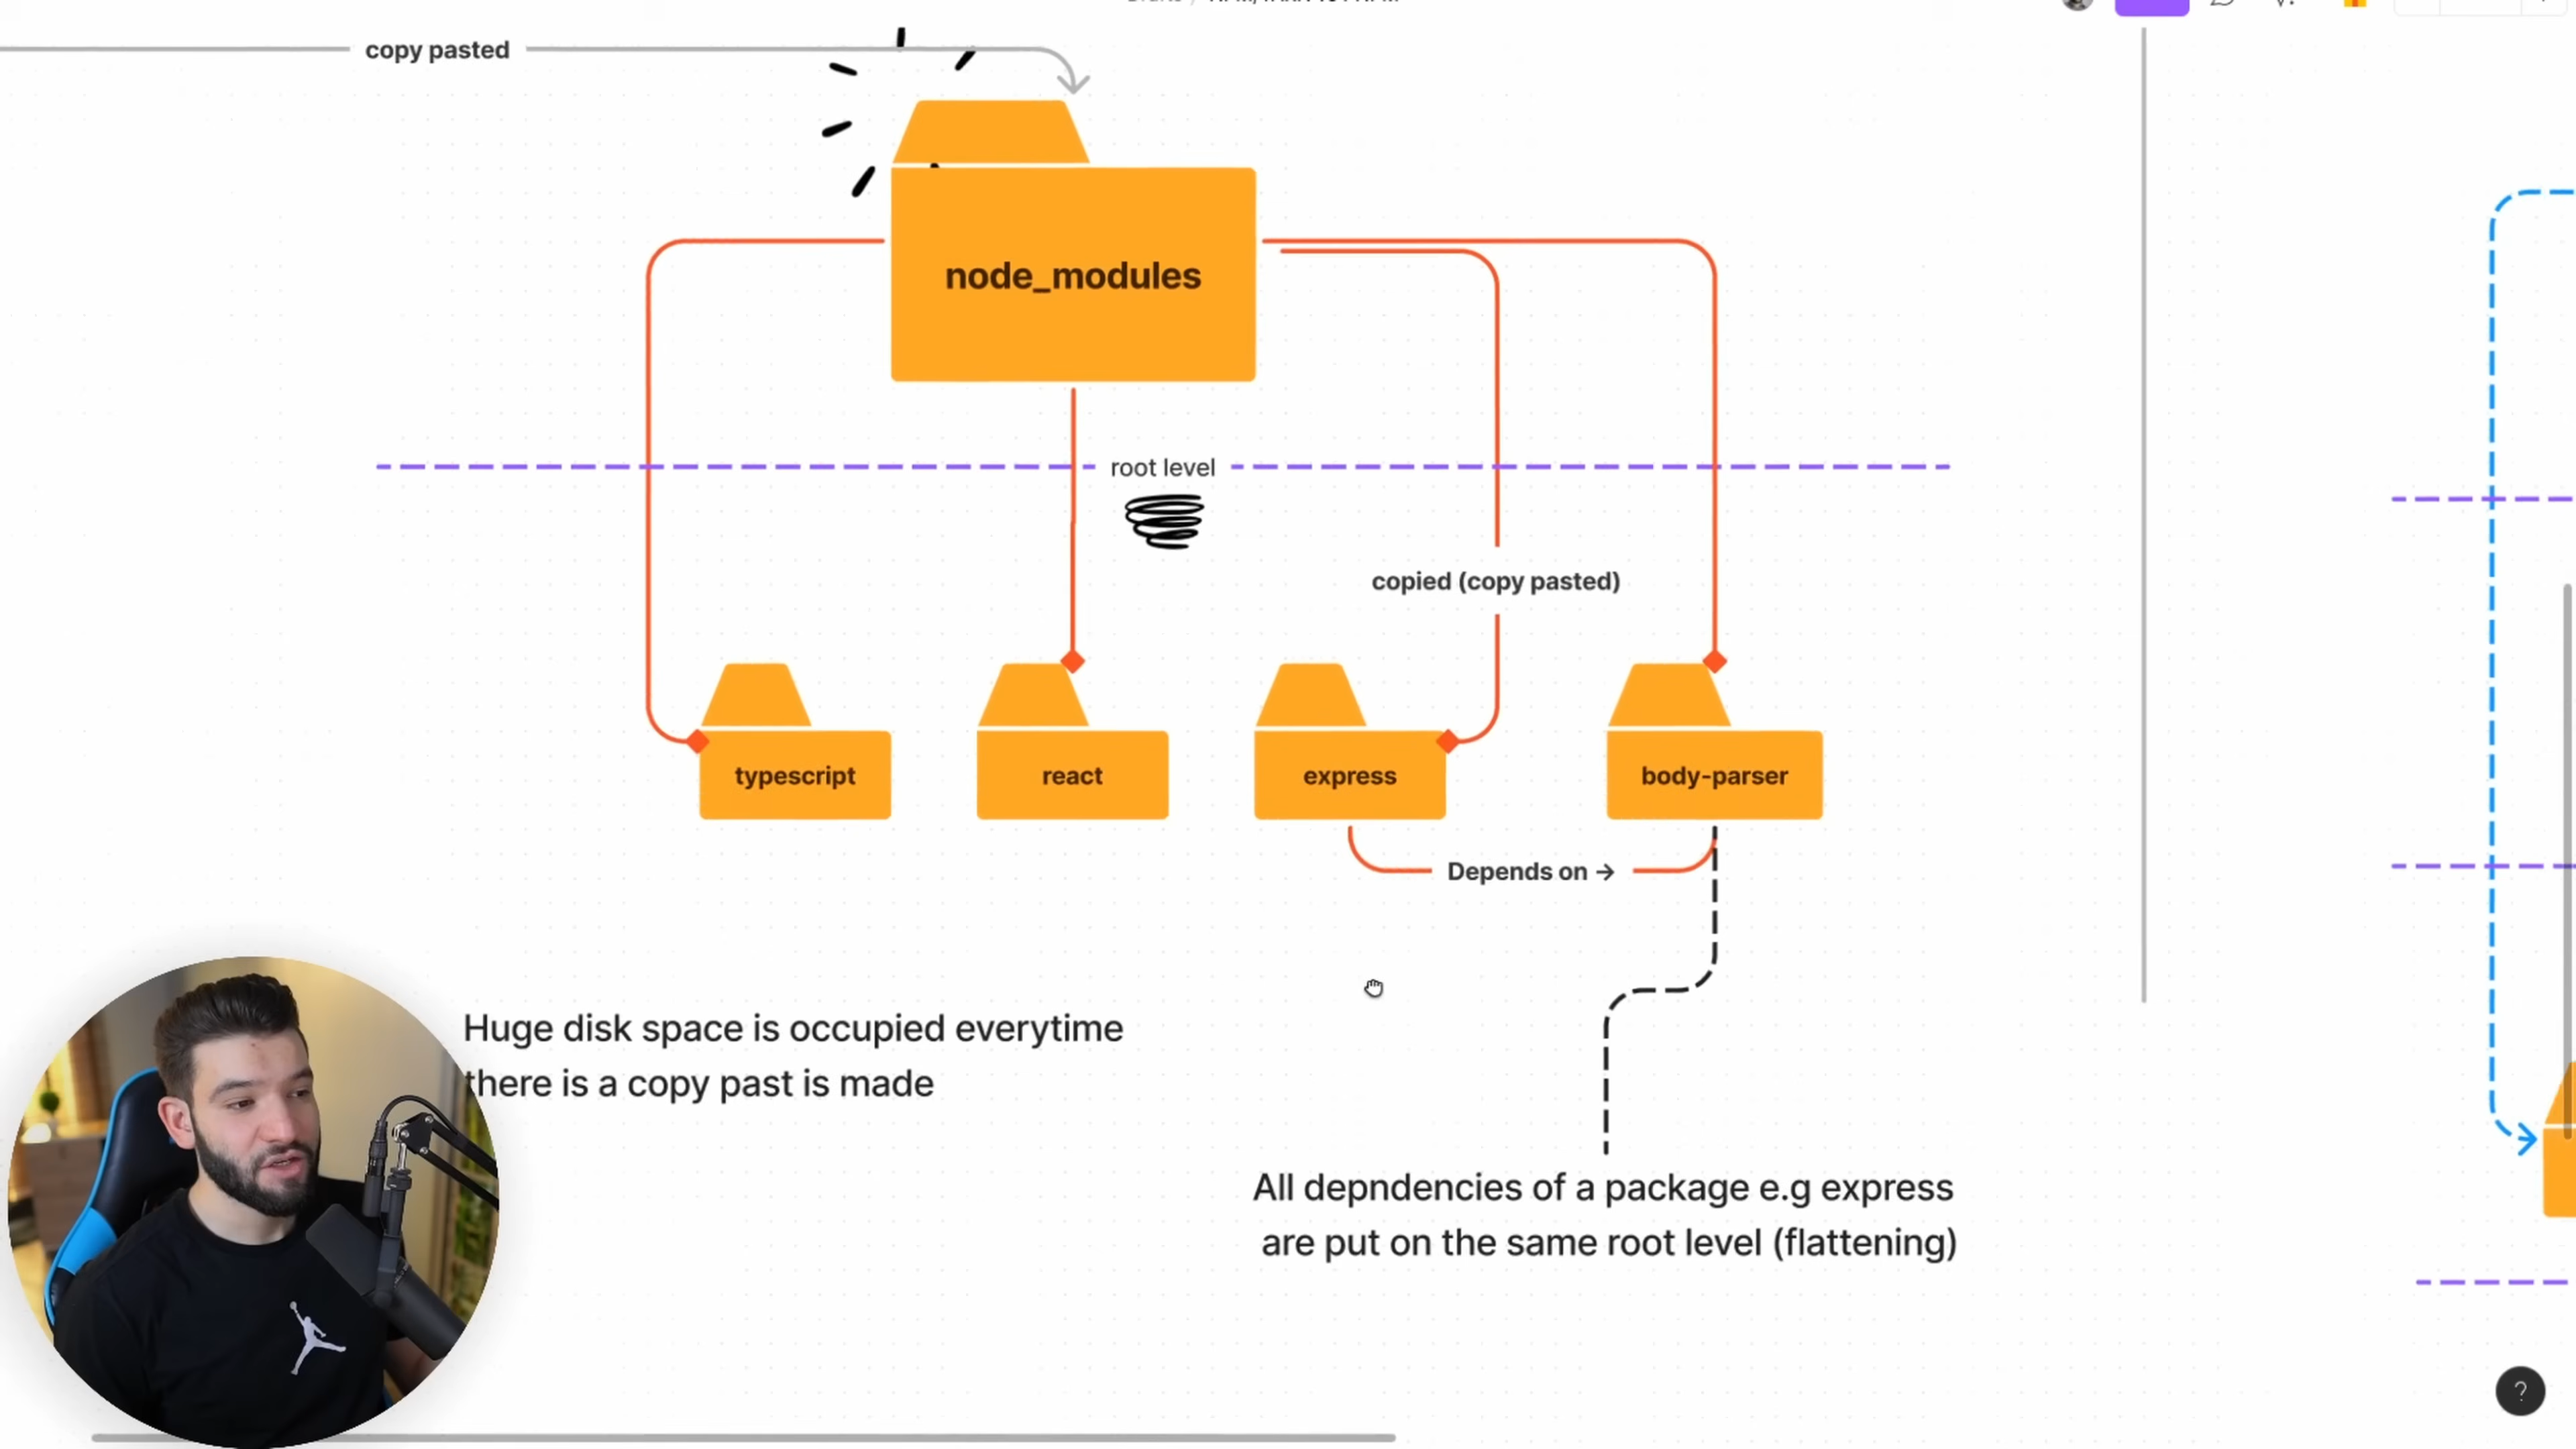 copy pasted
node_modules
root level
copied (copy pasted)
typescript
react
express
body-parser
Depends on →
Huge disk space is occupied everytime
there is a copy past is made
All depndencies of a package e.g express
are put on the same root level (flattening)
?